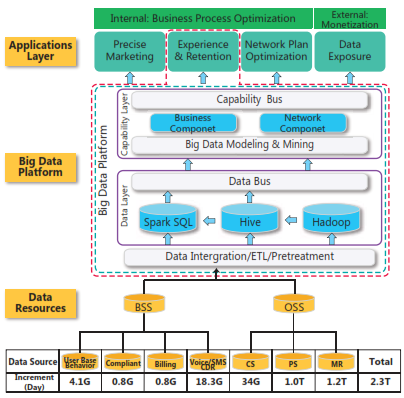 Internal: Business Process Optimization
External:
Monetization
Applications
Layer
Precise
Marketing
Experience
& Retention
Network Plan
Optimization
Data
Exposure
Big Data
Platform
Big Data Platform
Capability Layer
Capability Bus
Business
Componet
Network
Componet
Big Data Modeling & Mining
Data Layer
Data Bus
Spark SQL
Hive
Hadoop
Data Intergration/ETL/Pretreatment
Data
Resources
BSS
OSS
Data Source
User Base
Behavior
Compliant
Billing
Voice/SMS
CDR
CS
PS
MR
Total
Increment
(Day)
4.1G
0.8G
0.8G
18.3G
34G
1.0T
1.2T
2.3T